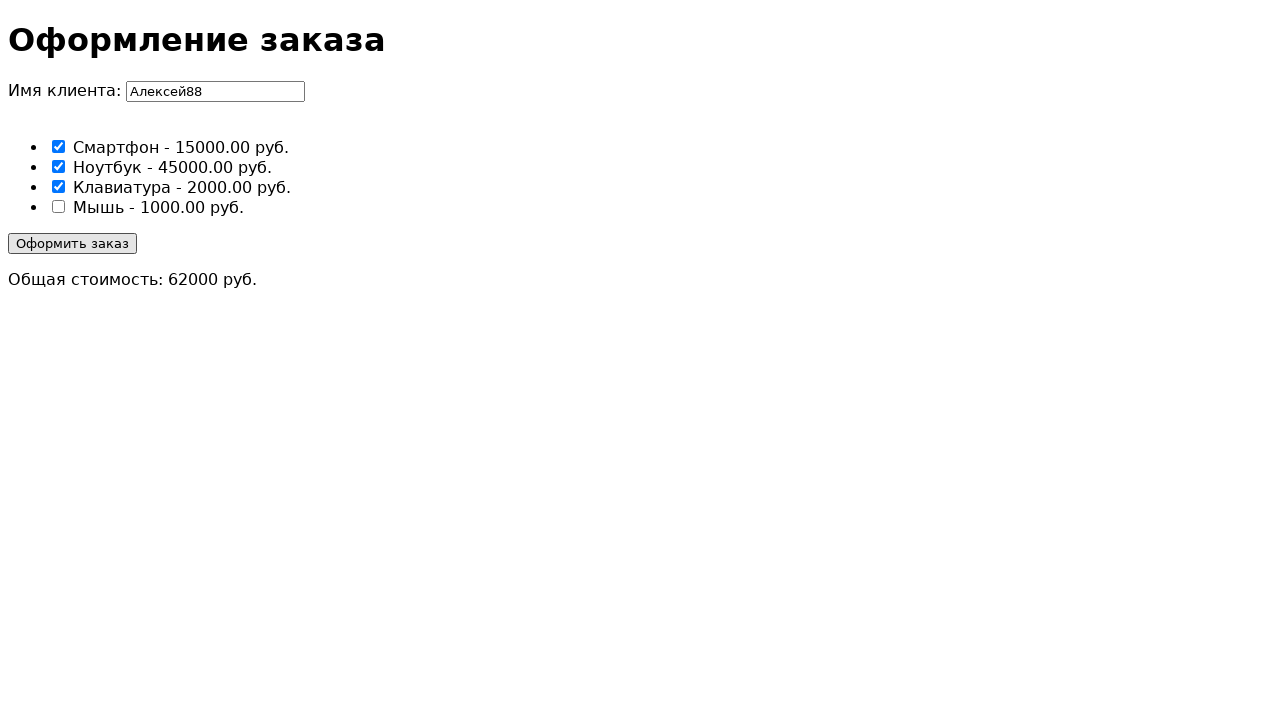 Оформление заказа
Имя клиента: Алексей88
Смартфон - 15000.00 руб.
Ноутбук - 45000.00 руб.
Клавиатура - 2000.00 руб.
Мышь - 1000.00 руб.
Оформить заказ
Общая стоимость: 62000 руб.